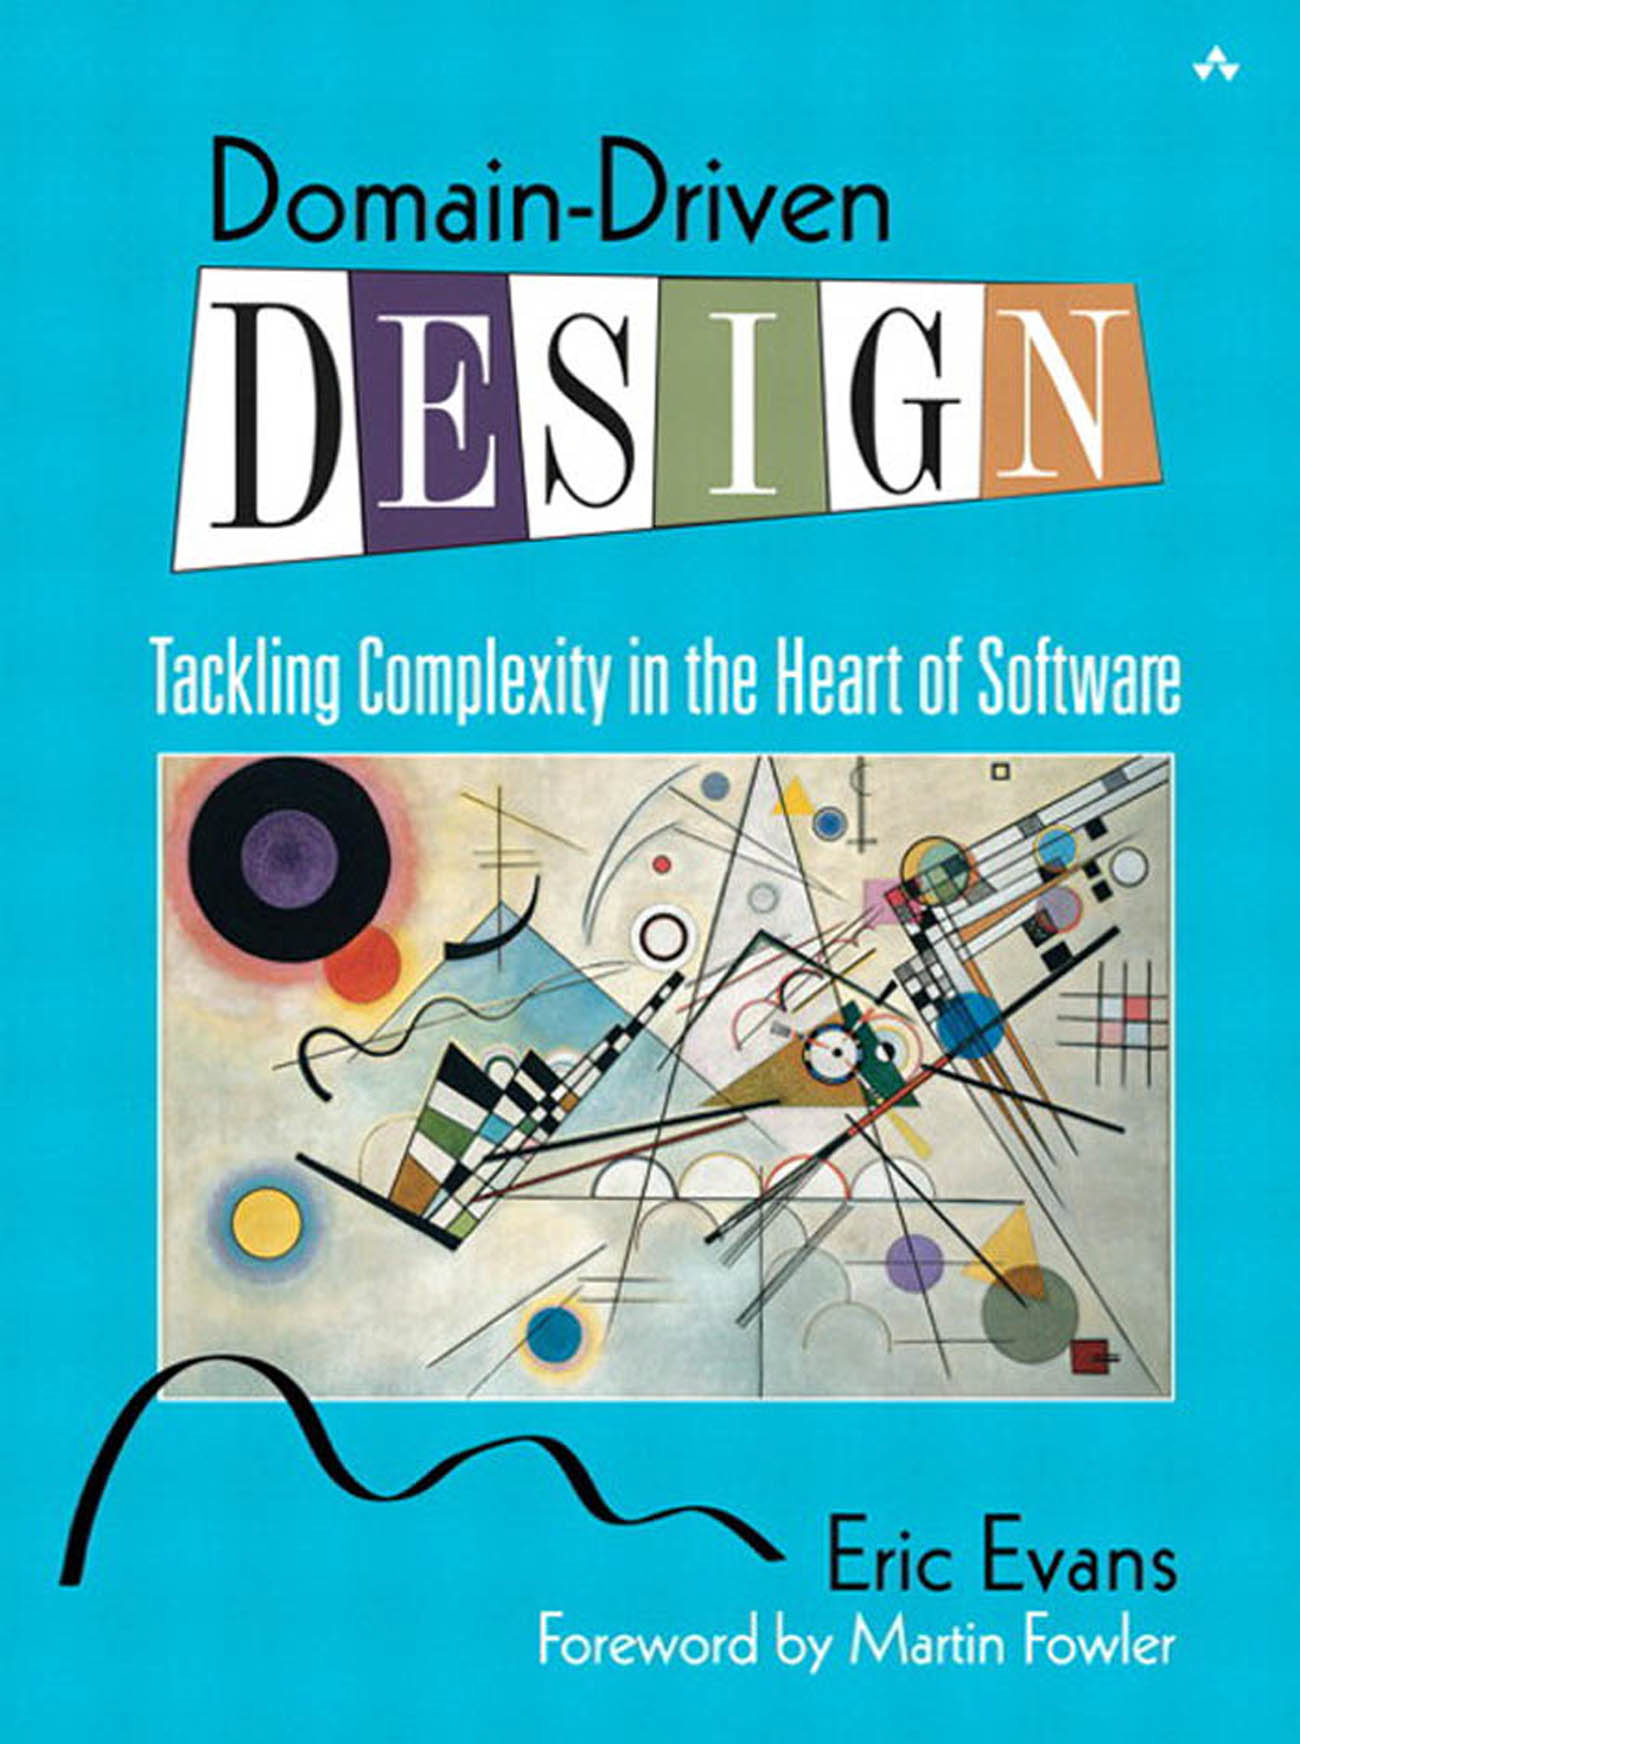 Domain-Driven
DESIGN
Tackling Complexity in the Heart of Software
Eric Evans
Foreword by Martin Fowler